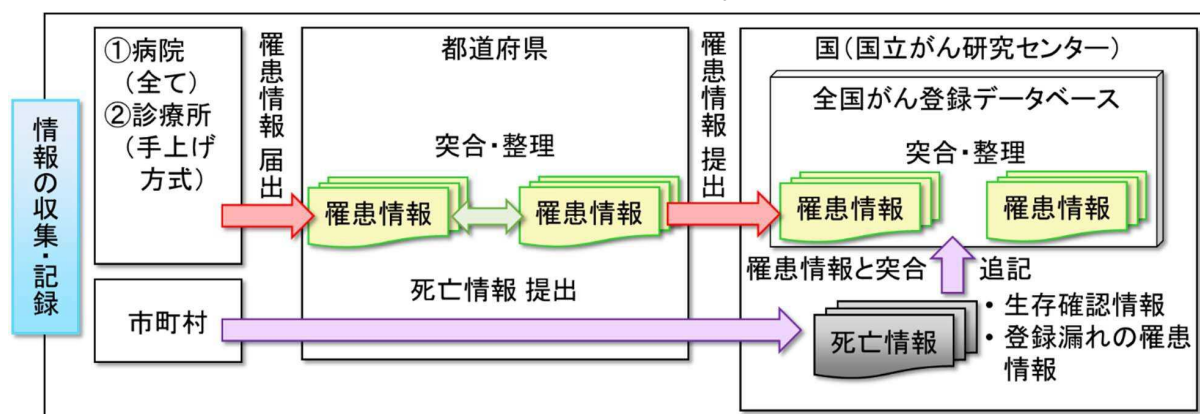 情報の収集・記録
①病院
(全て)
②診療所
(手上げ
方式)
罹患情報 届出
都道府県
突合・整理
罹患情報
罹患情報
罹患情報 提出
国(国立がん研究センター)
全国がん登録データベース
突合・整理
罹患情報
罹患情報
罹患情報と突合
追記
市町村
死亡情報 提出
死亡情報
・生存確認情報
・登録漏れの罹患
情報